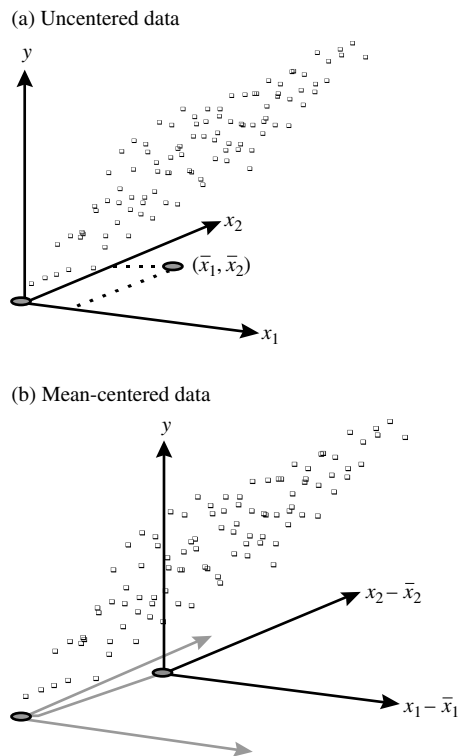 (a) Uncentered data
y
x₂
(x̄₁, x̄₂)
x₁
(b) Mean-centered data
y
x₂ – x̄₂
x₁ – x̄₁